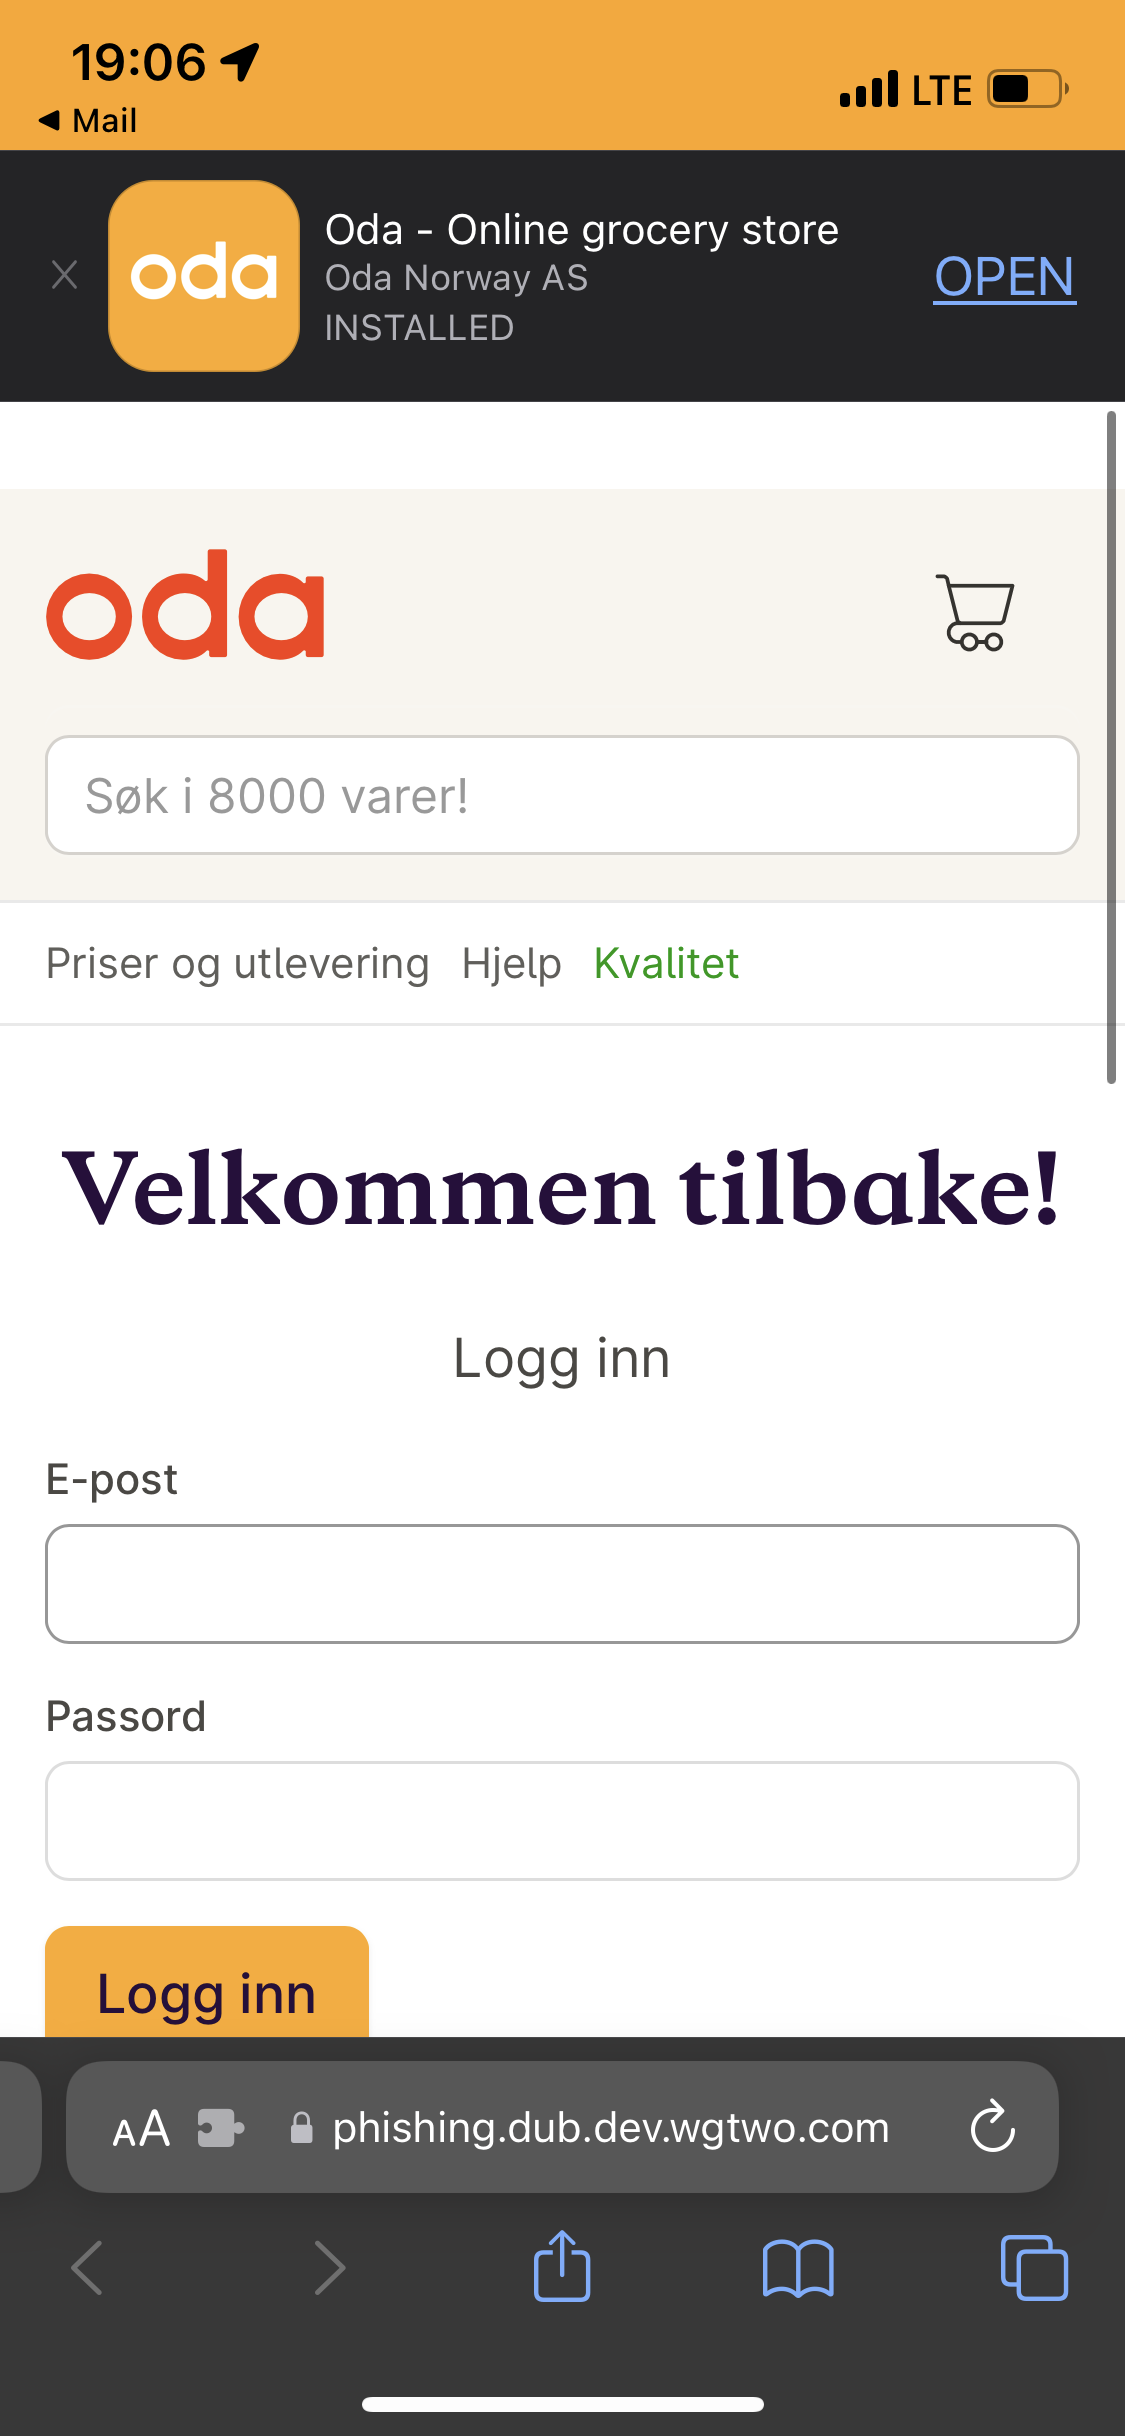 19:06
Mail
LTE
oda
Oda - Online grocery store
Oda Norway AS
INSTALLED
OPEN
oda
Søk i 8000 varer!
Priser og utlevering Hjelp Kvalitet
Velkommen tilbake!
Logg inn
E-post
Passord
Logg inn
AA phishing.dub.dev.wgtwo.com